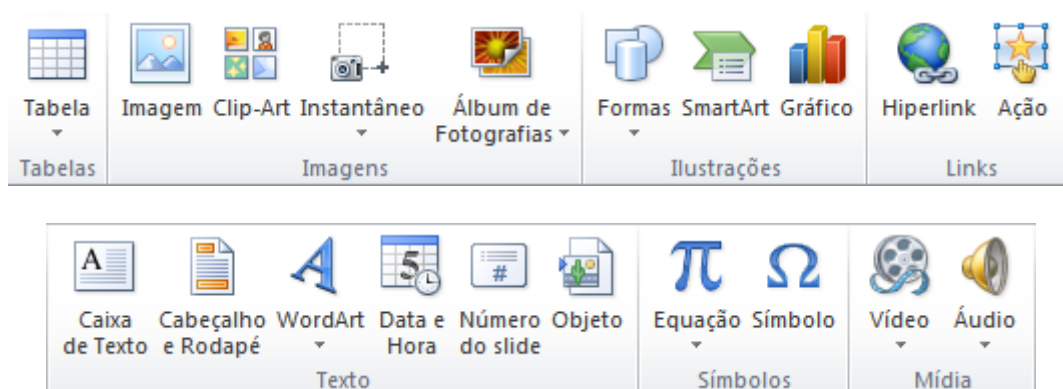 Tabela Imagem Clip-Art Instantâneo Álbum de Fotografias Formas SmartArt Gráfico Hiperlink Ação
Tabelas Imagens Ilustrações Links
A 5 #
Caixa de Texto Cabeçalho e Rodapé WordArt Data e Hora Número do slide Objeto Equação Símbolo Vídeo Áudio
Texto Símbolos Mídia